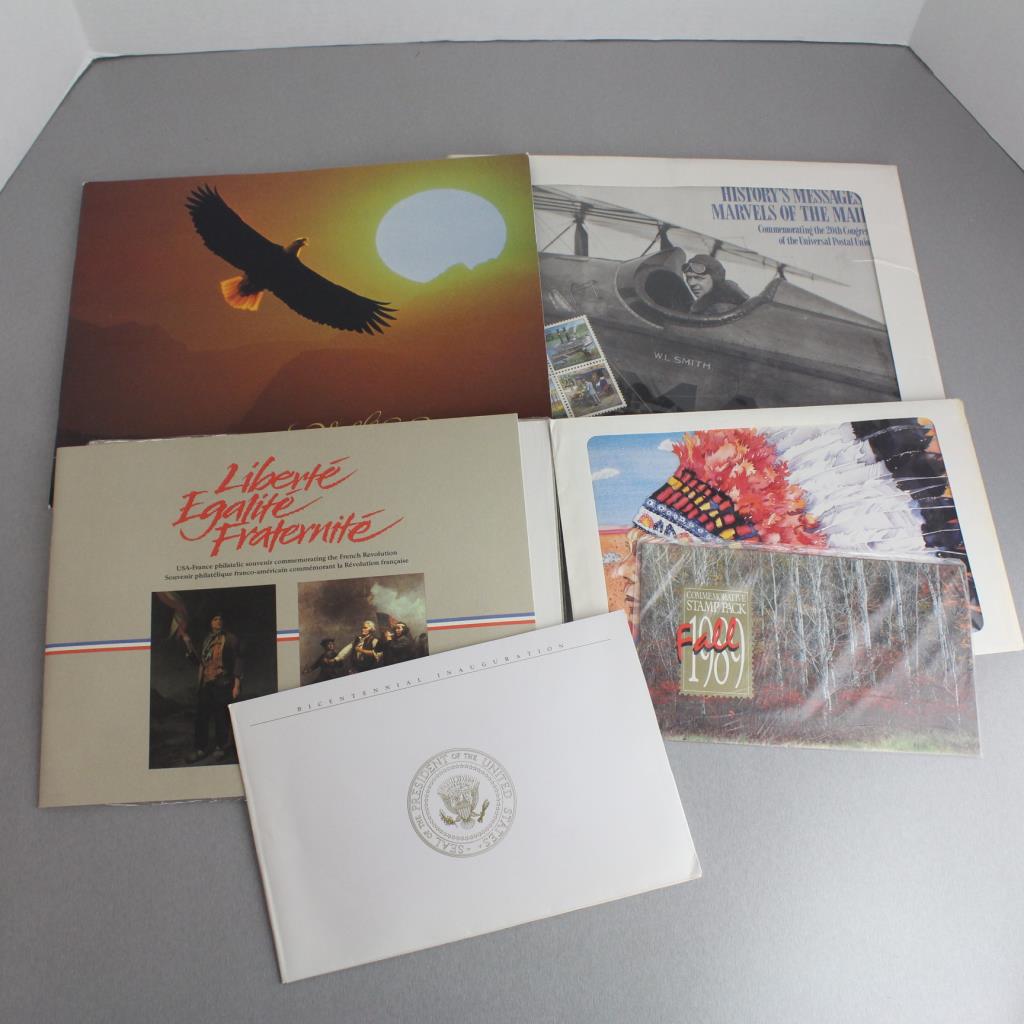 HISTORY'S MESSAGES
MARVELS OF THE MAIL
Commemorating the 20th Congre
of the Universal Postal Unio
W.L. SMITH
Liberté
Egalité
Fraternité
USA-France philatelic souvenir commemorating the French Revolution
Souvenir philatélique franco-américain commémorant la Révolution française
COMMEMORATIVE
STAMP PACK
Fall
1989
BICENTENNIAL INAUGURATION
SEAL OF THE PRESIDENT OF THE UNITED STATES